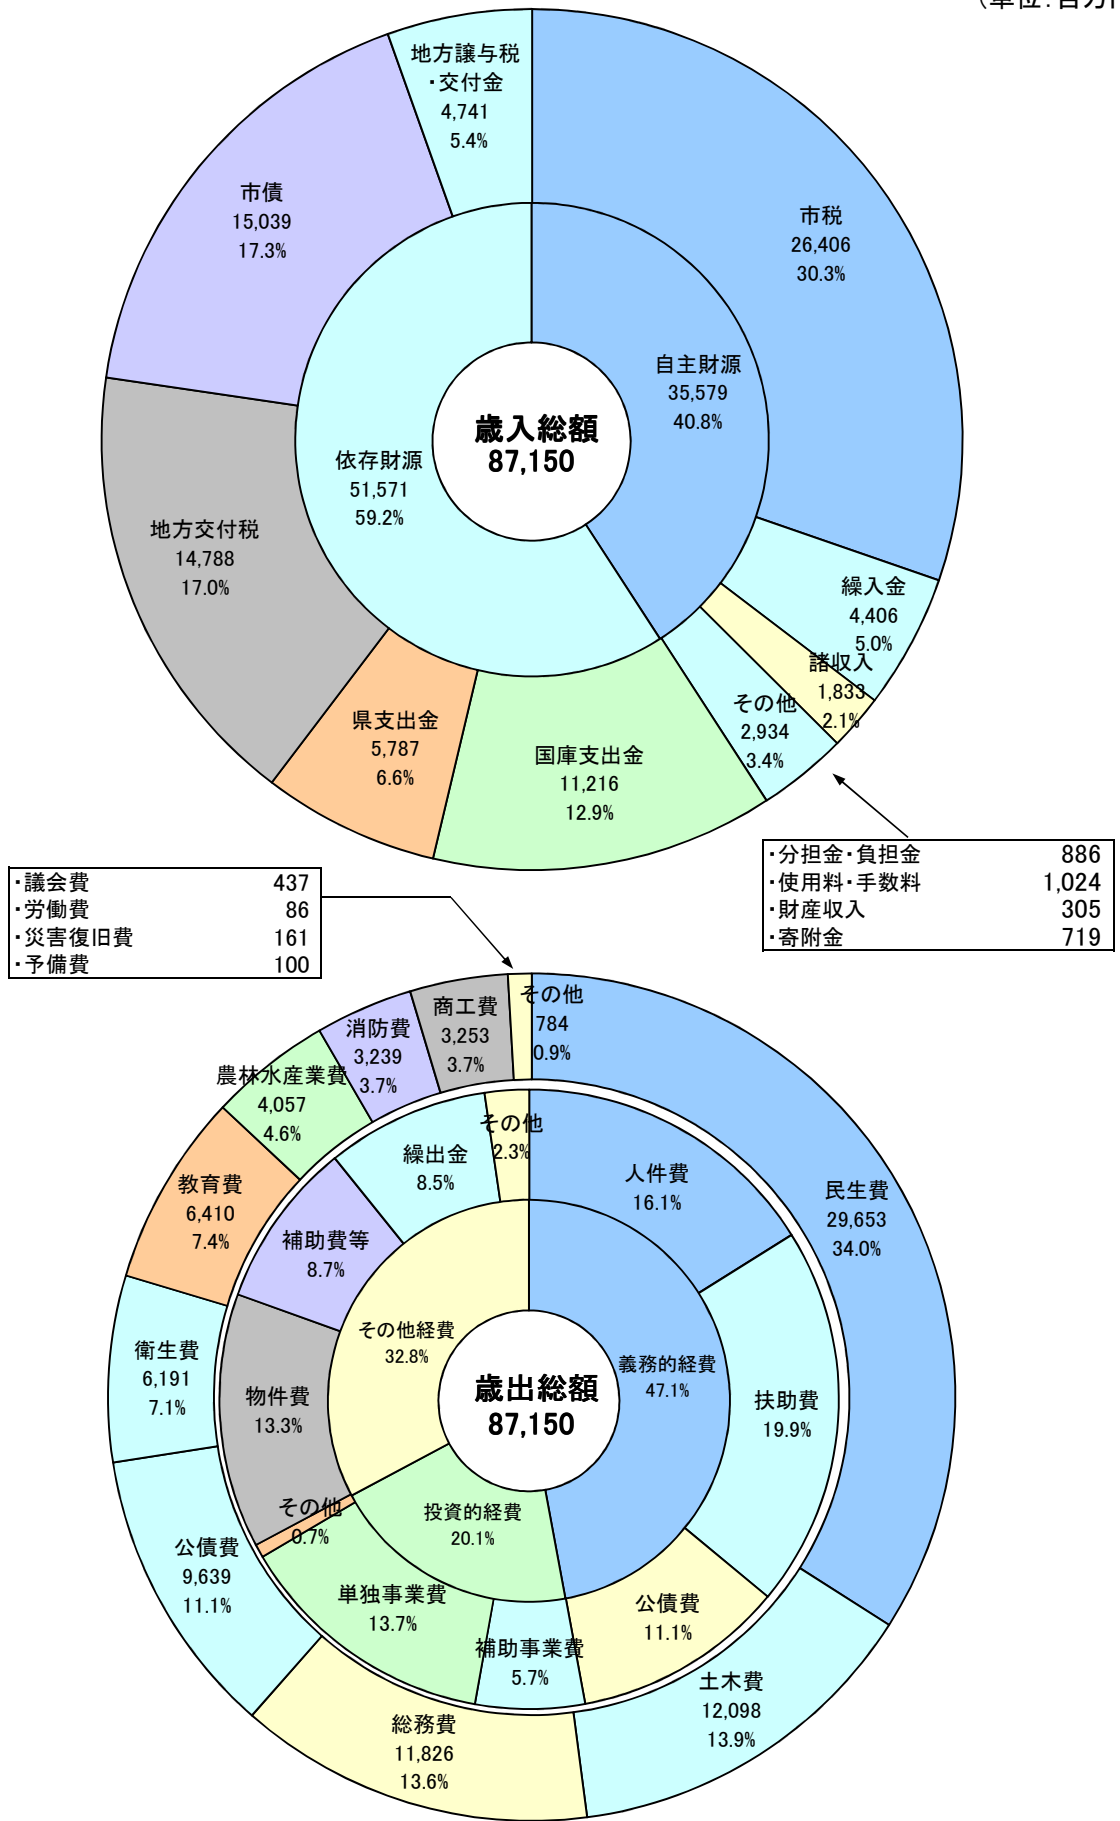 (単位:百万
地方譲与税
・交付金
4,741
5.4%
市債
15,039
17.3%
市税
26,406
30.3%
自主財源
35,579
40.8%
歳入総額
87,150
依存財源
51,571
59.2%
地方交付税
14,788
17.0%
繰入金
4,406
5.0%
諸収入
1,833
2.1%
その他
2,934
3.4%
県支出金
5,787
6.6%
国庫支出金
11,216
12.9%
・分担金・負担金 886
・使用料・手数料 1,024
・財産収入 305
・寄附金 719
・議会費 437
・労働費 86
・災害復旧費 161
・予備費 100
その他
784
0.9%
商工費
3,253
3.7%
消防費
3,239
3.7%
農林水産業費
4,057
4.6%
教育費
6,410
7.4%
衛生費
6,191
7.1%
公債費
9,639
11.1%
総務費
11,826
13.6%
土木費
12,098
13.9%
民生費
29,653
34.0%
その他
2.3%
繰出金
8.5%
補助費等
8.7%
物件費
13.3%
その他
0.7%
単独事業費
13.7%
補助事業費
5.7%
公債費
11.1%
扶助費
19.9%
人件費
16.1%
その他経費
32.8%
義務的経費
47.1%
投資的経費
20.1%
歳出総額
87,150